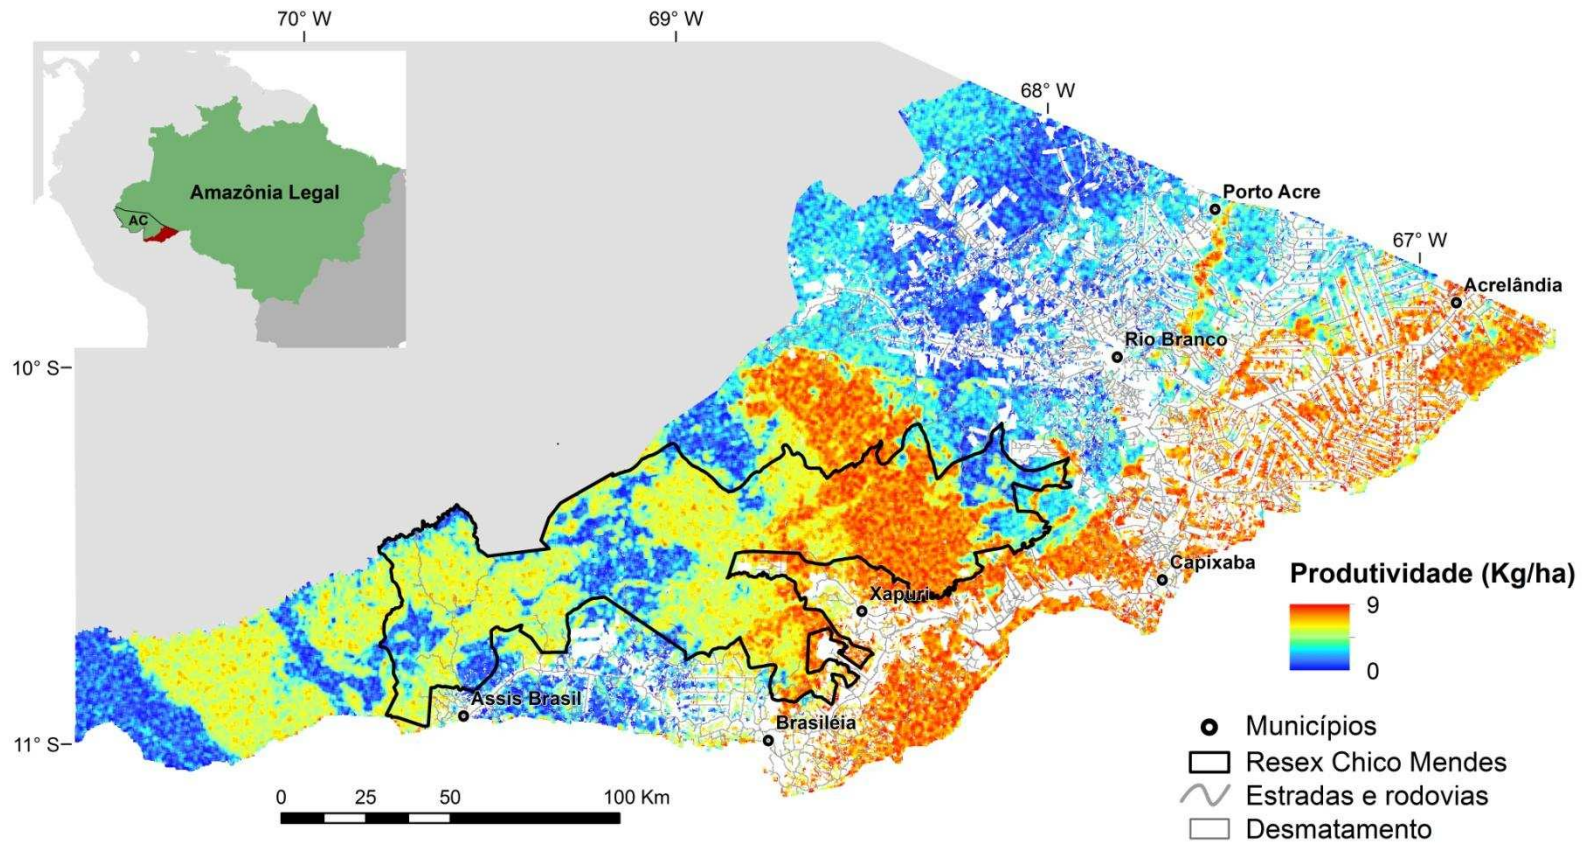 70° W
69° W
68° W
67° W
Amazônia Legal
AC
Porto Acre
Acrelândia
Rio Branco
10° S
Capixaba
Xapuri
Assis Brasil
Brasiléia
11° S
Produtividade (Kg/ha)
9
0
Municípios
Resex Chico Mendes
Estradas e rodovias
Desmatamento
0 25 50 100 Km